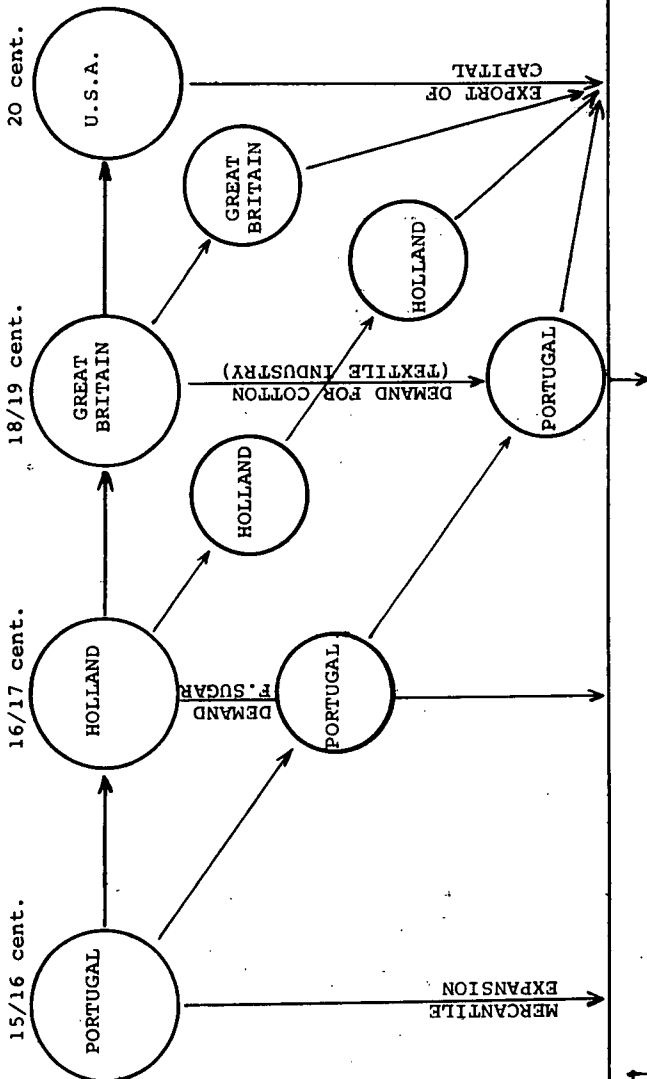 15/16 cent.
16/17 cent.
18/19 cent.
20 cent.
PORTUGAL
HOLLAND
GREAT
BRITAIN
U.S.A.
HOLLAND
GREAT
BRITAIN
DEMAND
F.SUGAR
PORTUGAL
DEMAND FOR COTTON
(TEXTILE INDUSTRY)
HOLLAND
EXPORT OF
CAPITAL
MERCANTILE
EXPANSION
PORTUGAL